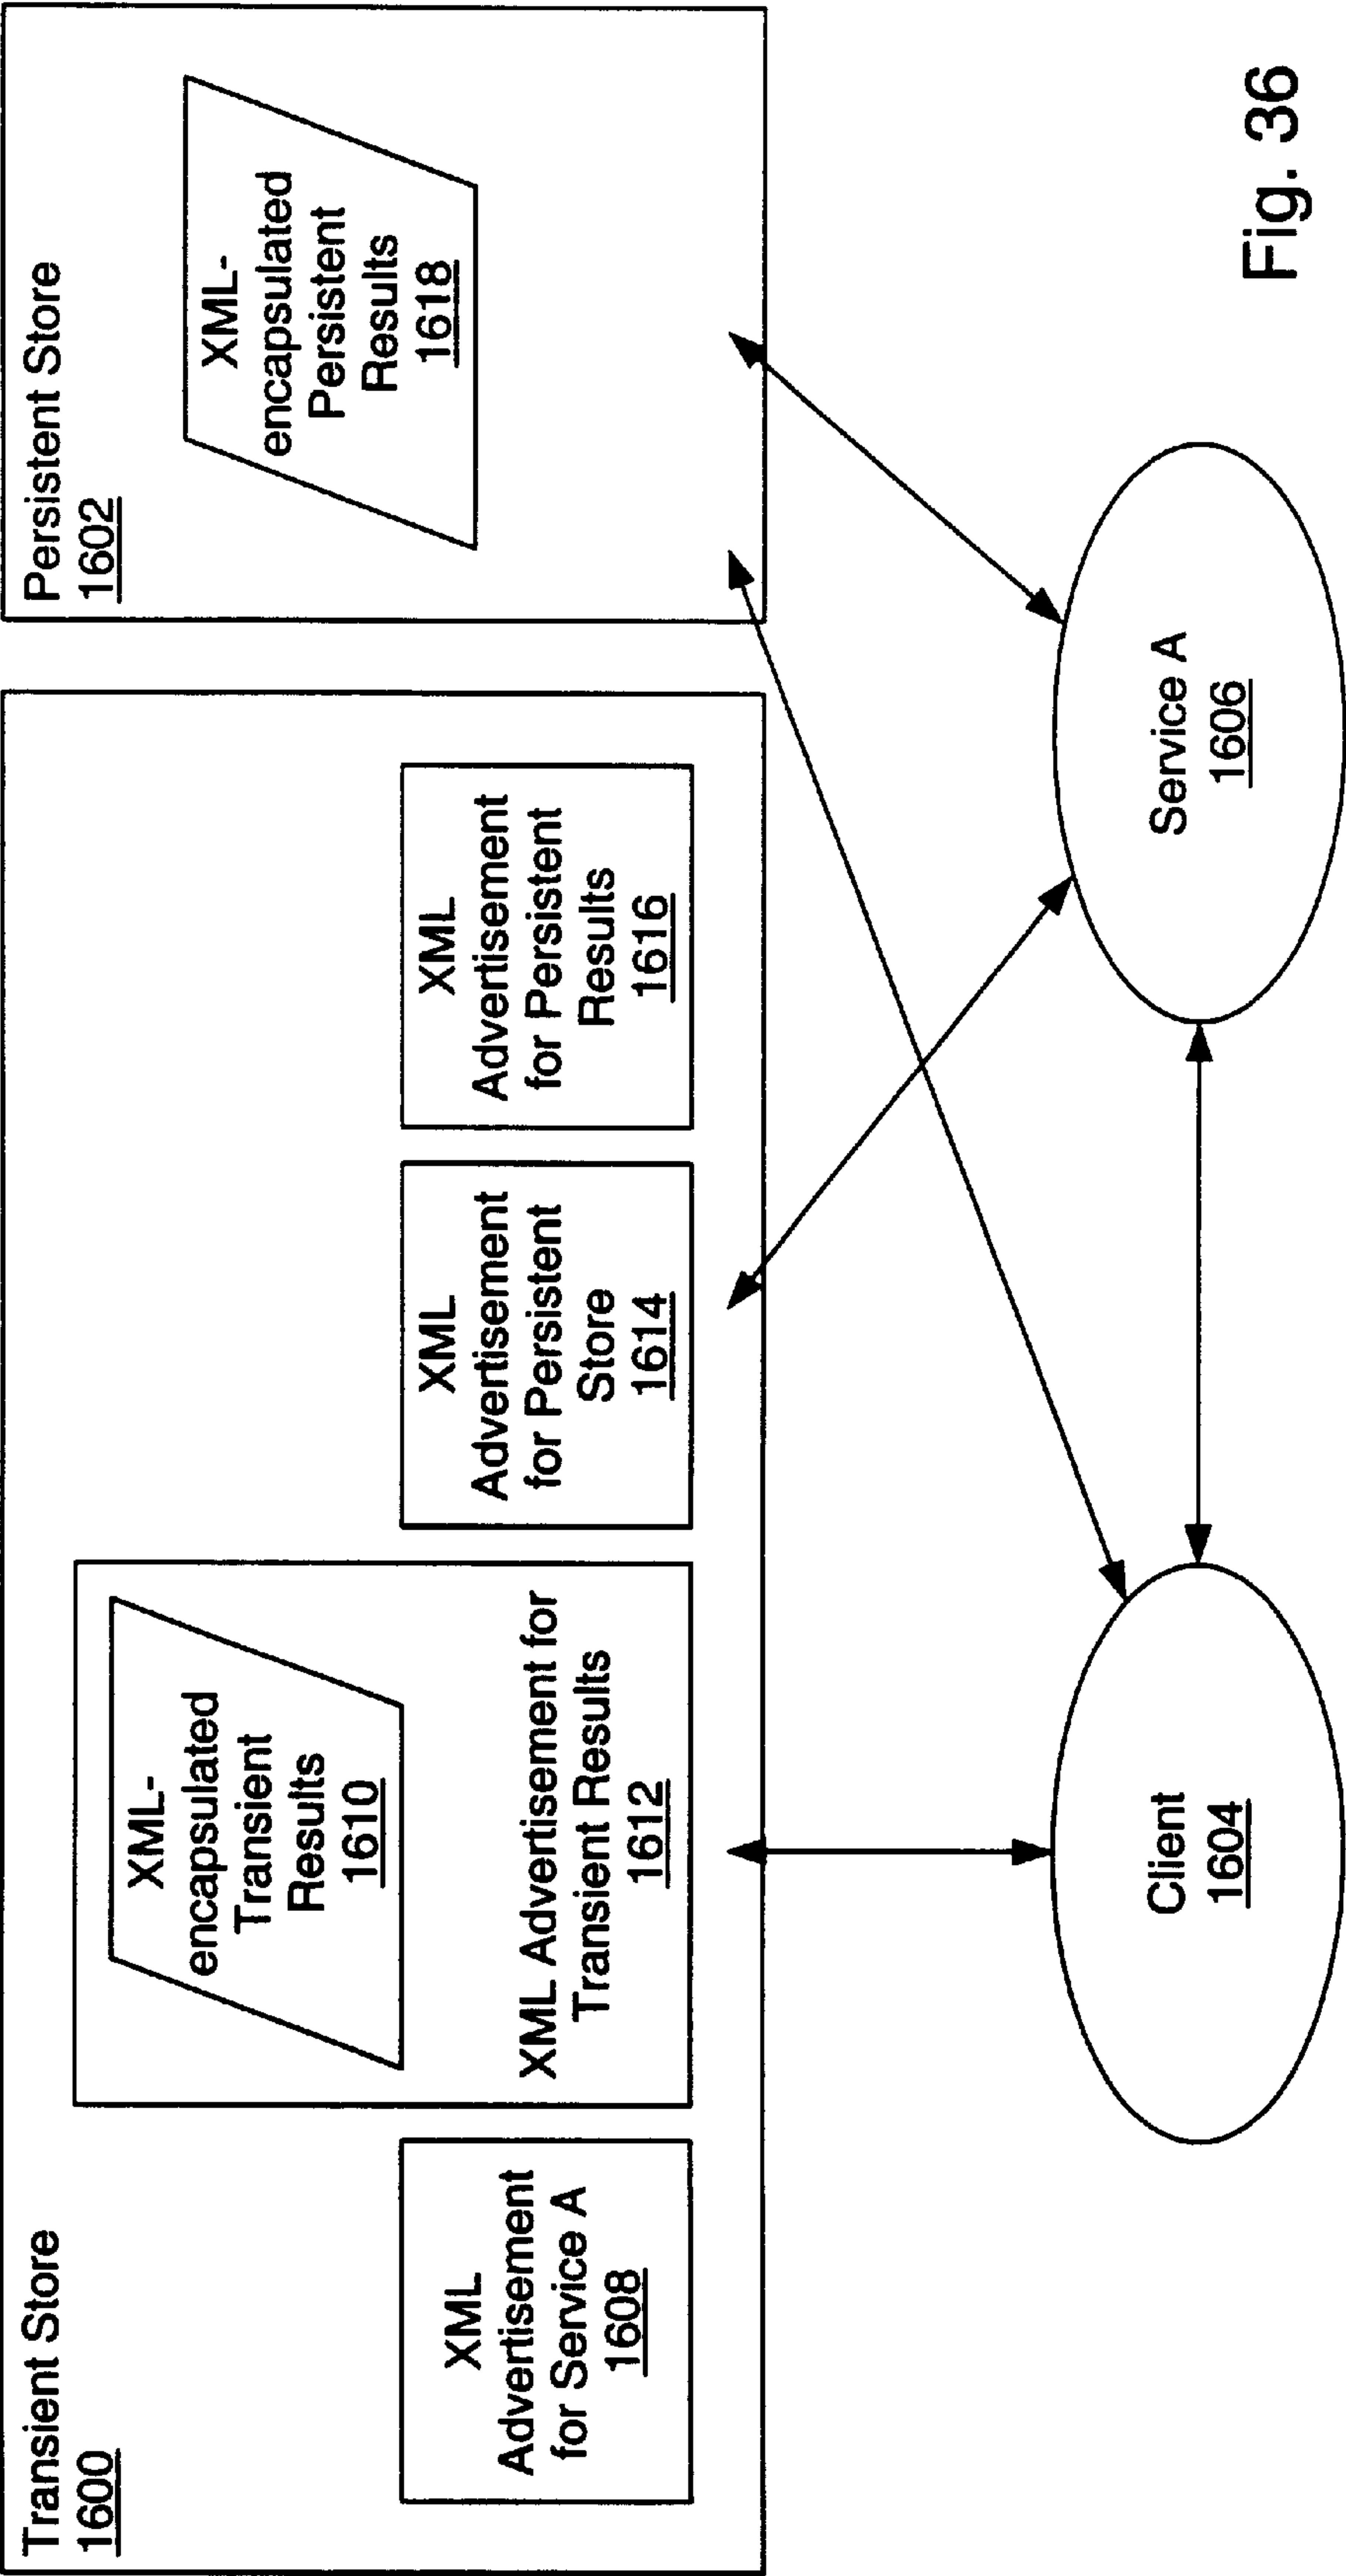 Transient Store
1600
XML
Advertisement
for Service A
1608
XML-
encapsulated
Transient
Results
1610
XML Advertisement for
Transient Results
1612
XML
Advertisement
for Persistent
Store
1614
XML
Advertisement
for Persistent
Results
1616
Persistent Store
1602
XML-
encapsulated
Persistent
Results
1618
Client
1604
Service A
1606
Fig. 36